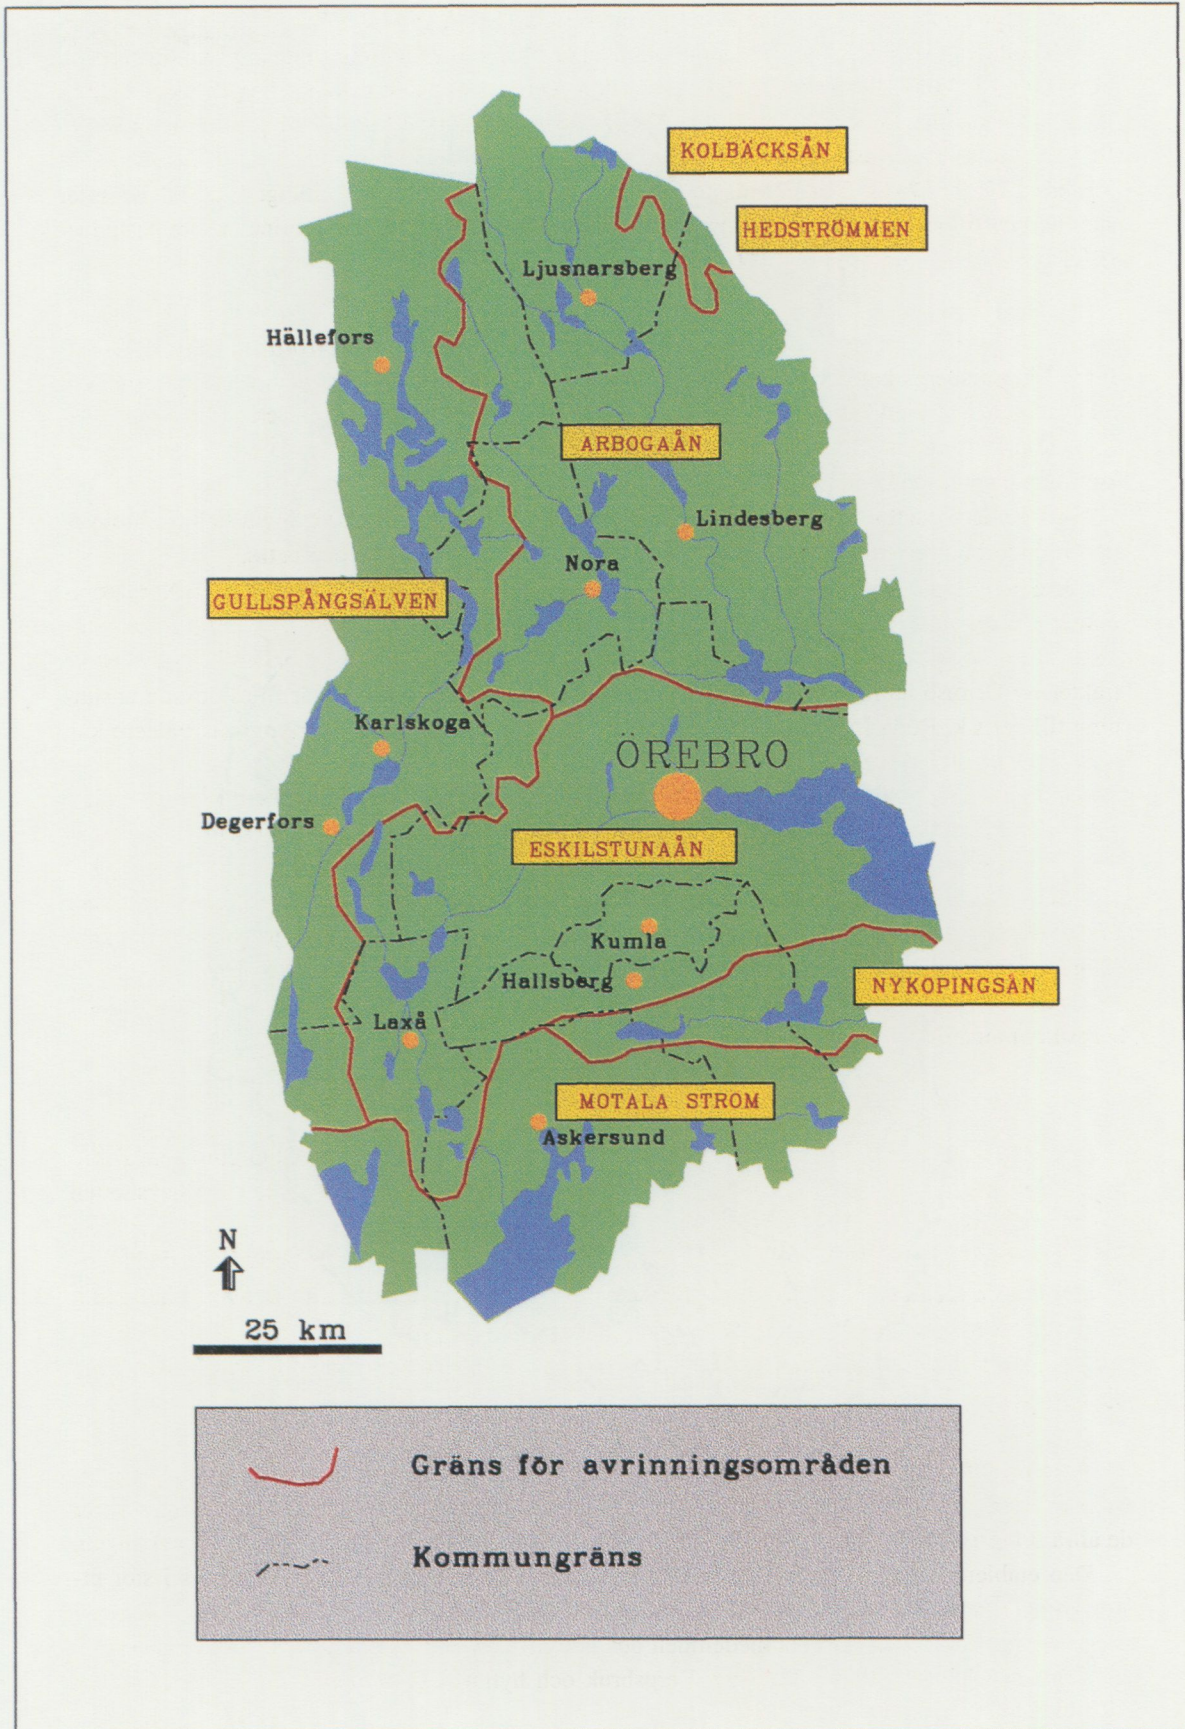 KOLBÄCKSÅN
HEDSTRÖMMEN
Ljusnarsberg
Hällefors
ARBOGAÅN
Lindesberg
Nora
GULLSPÅNGSÄLVEN
Karlskoga
ÖREBRO
Degerfors
ESKILSTUNAÅN
Kumla
Hallsberg
NYKOPINGSÅN
Laxå
MOTALA STROM
Askersund
N
25 km
Gräns för avrinningsområden
Kommungräns